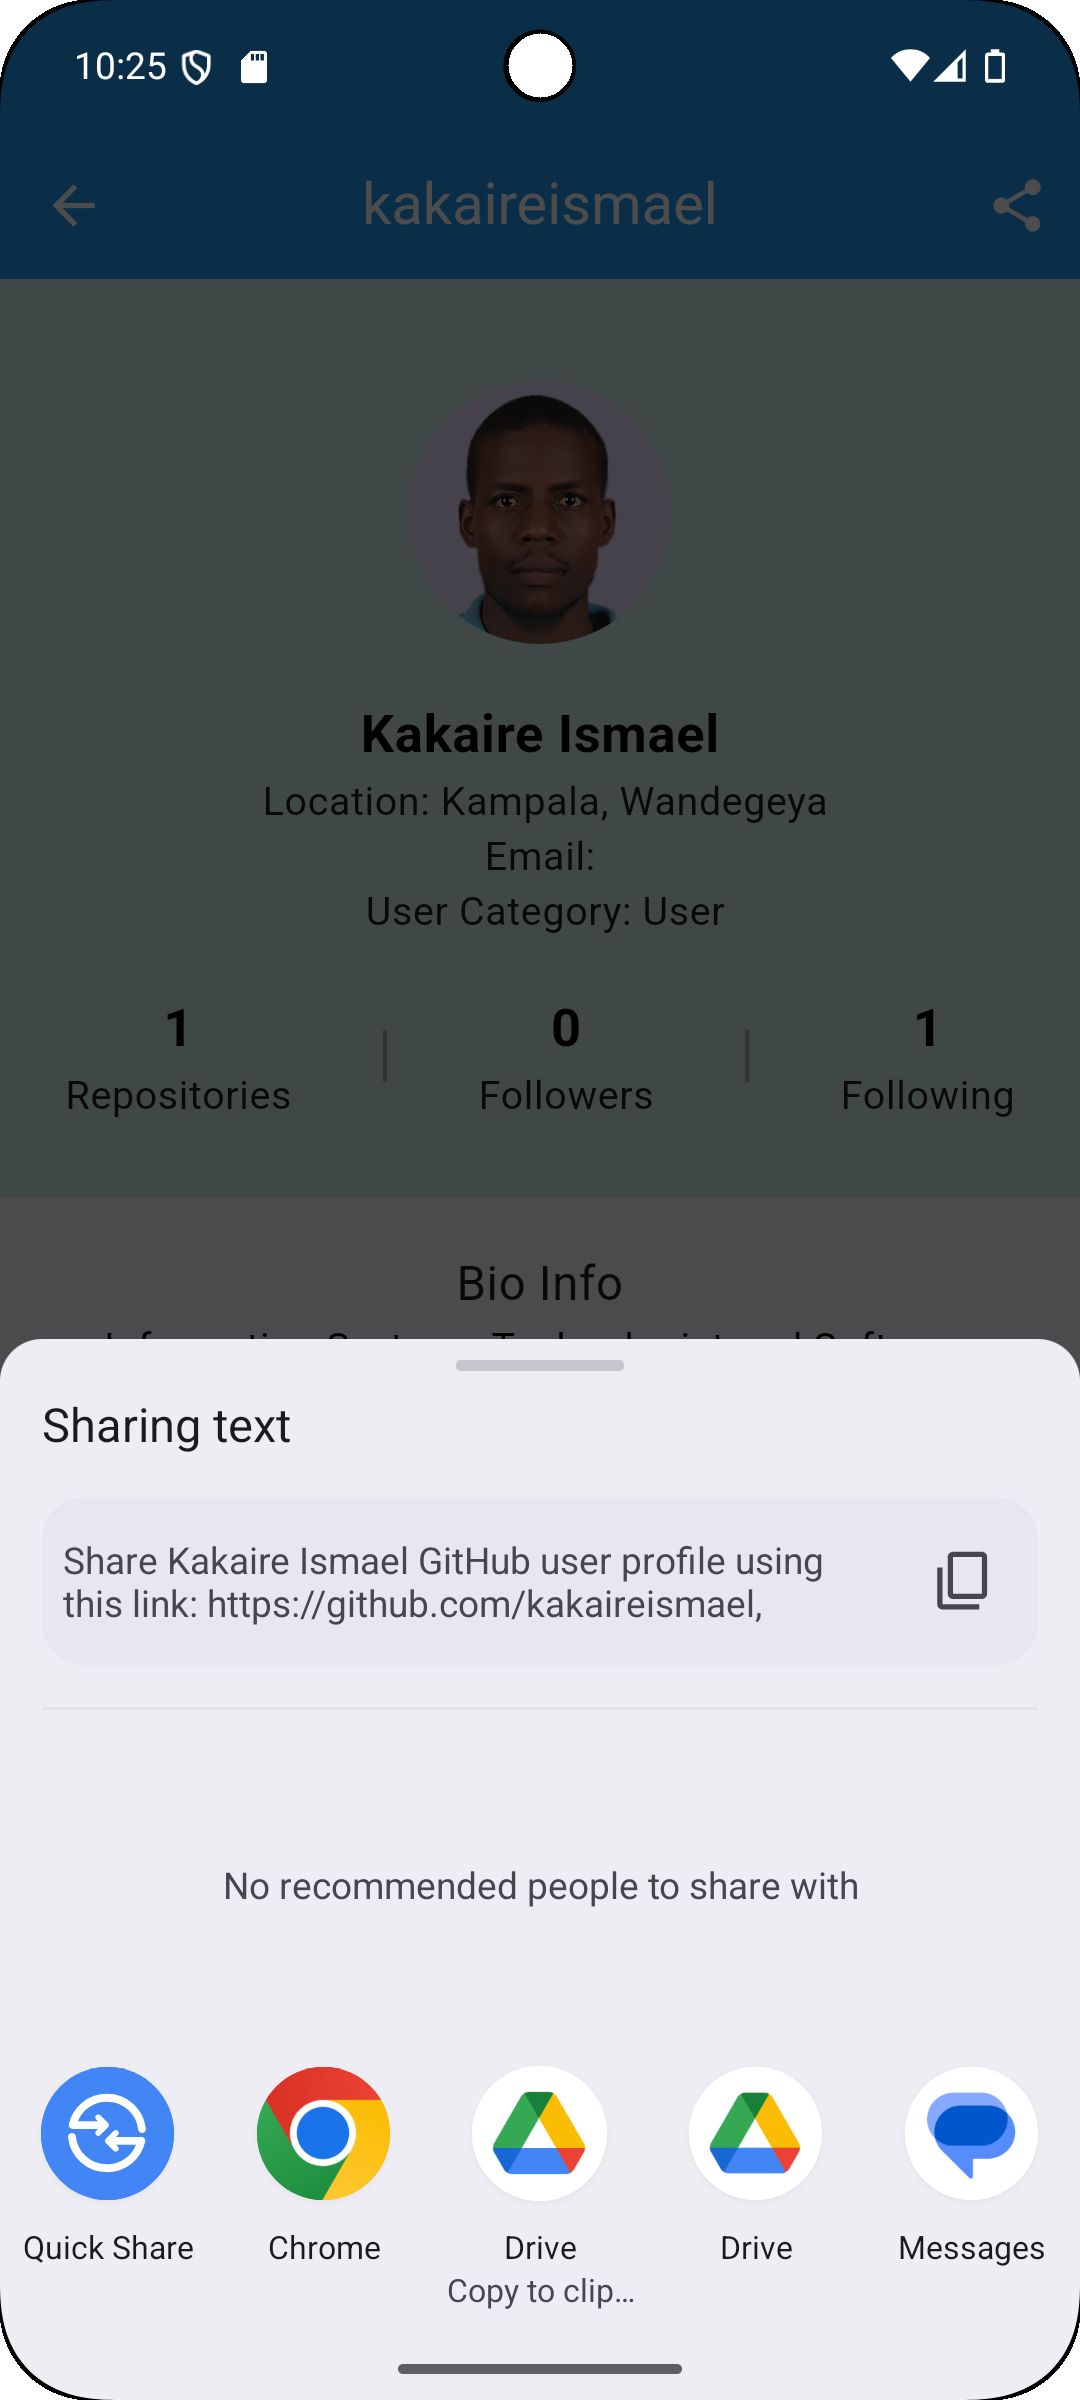 10:25
kakaireismael
Kakaire Ismael
Location: Kampala, Wandegeya
Email:
User Category: User
1
Repositories
0
Followers
1
Following
Bio Info
Sharing text
Share Kakaire Ismael GitHub user profile using
this link: https://github.com/kakaireismael,
No recommended people to share with
Quick Share
Chrome
Drive
Copy to clip…
Drive
Messages